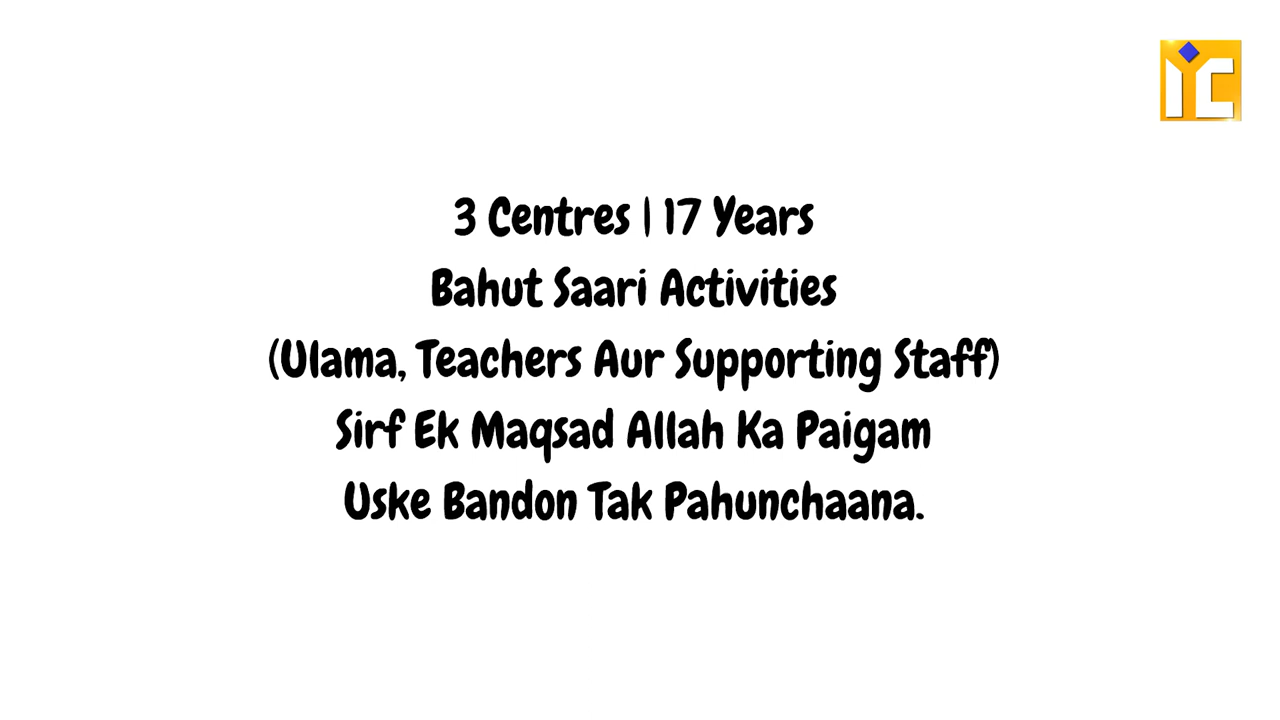 iYC
3 Centres | 17 Years
Bahut Saari Activities
(Ulama, Teachers Aur Supporting Staff)
Sirf Ek Maqsad Allah Ka Paigam
Uske Bandon Tak Pahunchaana.